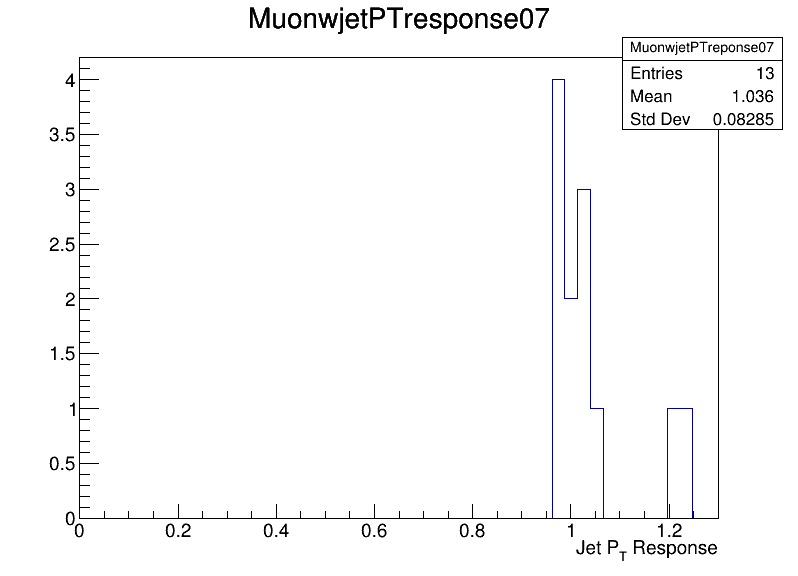 MuonwjetPTresponse07
MuonwjetPTreponse07
Entries 13
Mean 1.036
Std Dev 0.08285
4
3.5
3
2.5
2
1.5
1
0.5
0
0 0.2 0.4 0.6 0.8 1 1.2
Jet PT Response